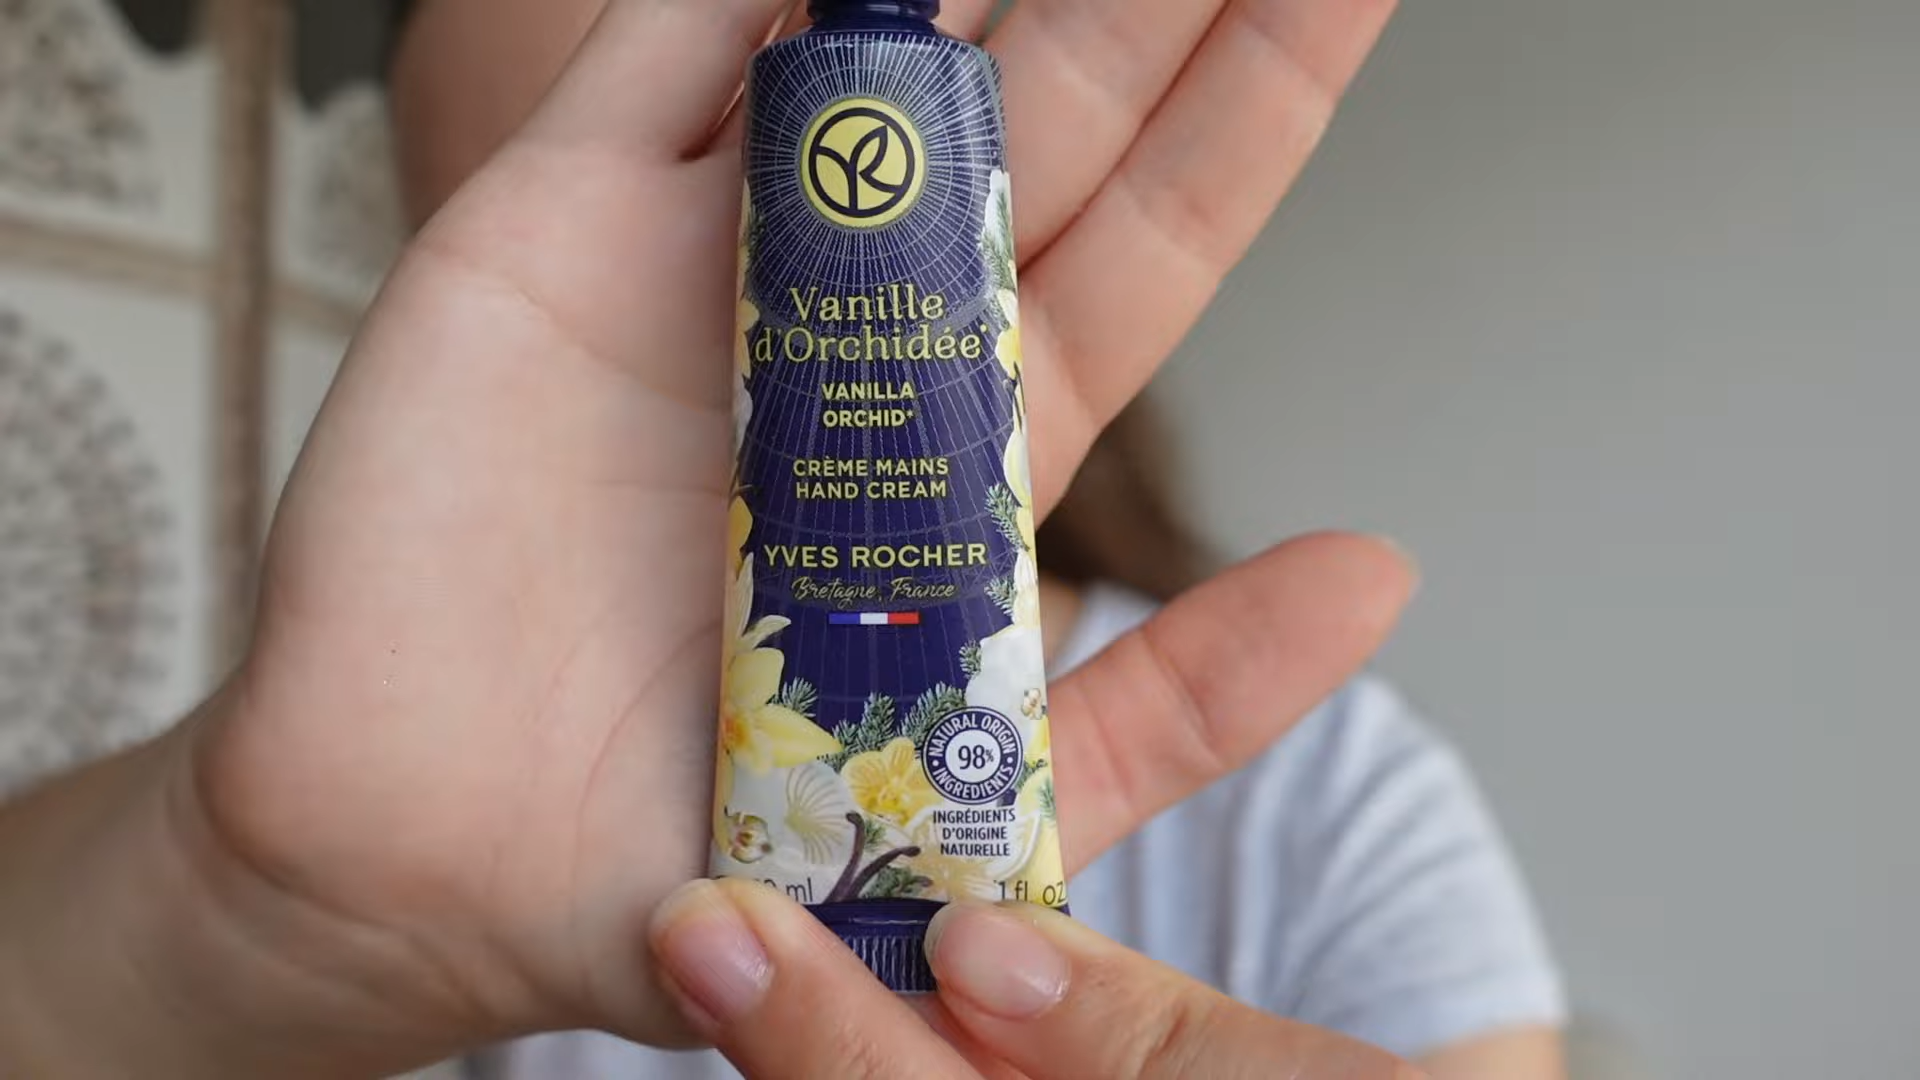 Vanille
d'Orchidée*
VANILLA
ORCHID*
CRÈME MAINS
HAND CREAM
YVES ROCHER
Bretagne, France
NATURAL ORIGIN
98%
INGREDIENTS
INGRÉDIENTS
D'ORIGINE
NATURELLE
ml 1 fl. oz